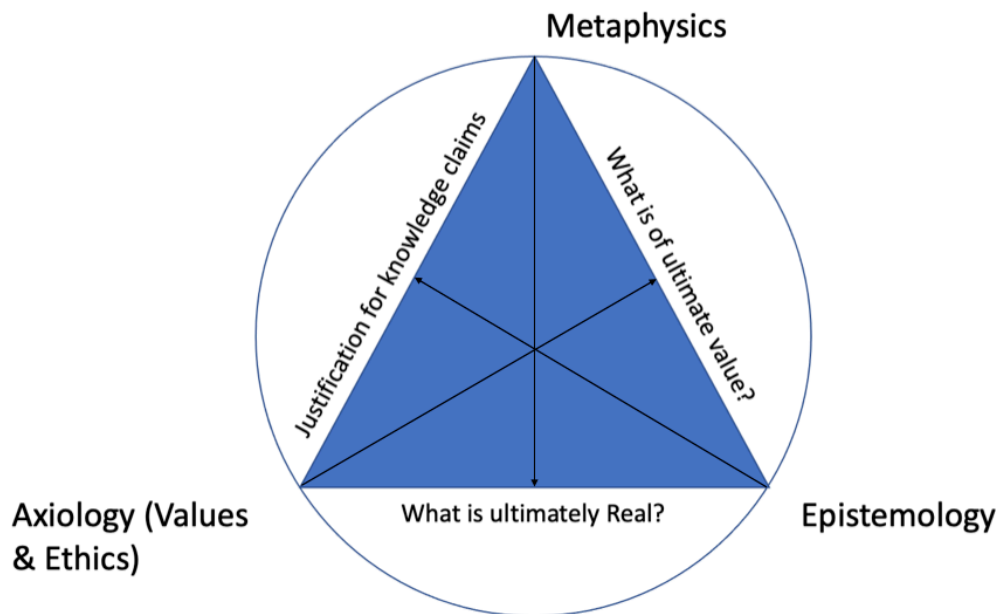 Metaphysics
Justification for knowledge claims
What is of ultimate value?
Axiology (Values
& Ethics)
What is ultimately Real?
Epistemology